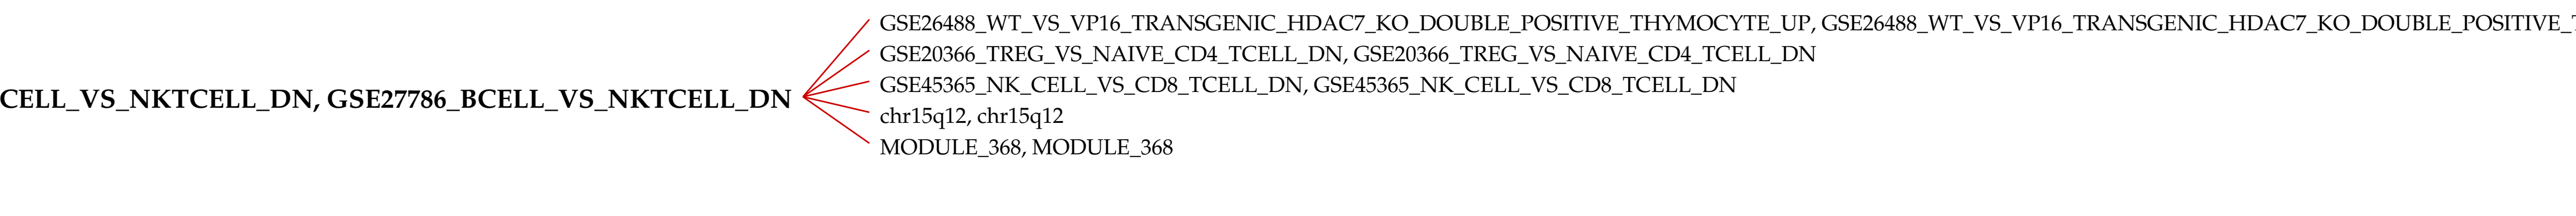 GSE26488_WT_VS_VP16_TRANSGENIC_HDAC7_KO_DOUBLE_POSITIVE_THYMOCYTE_UP, GSE26488_WT_VS_VP16_TRANSGENIC_HDAC7_KO_DOUBLE_POSITIVE_
GSE20366_TREG_VS_NAIVE_CD4_TCELL_DN, GSE20366_TREG_VS_NAIVE_CD4_TCELL_DN
GSE45365_NK_CELL_VS_CD8_TCELL_DN, GSE45365_NK_CELL_VS_CD8_TCELL_DN
CELL_VS_NKTCELL_DN, GSE27786_BCELL_VS_NKTCELL_DN
chr15q12, chr15q12
MODULE_368, MODULE_368